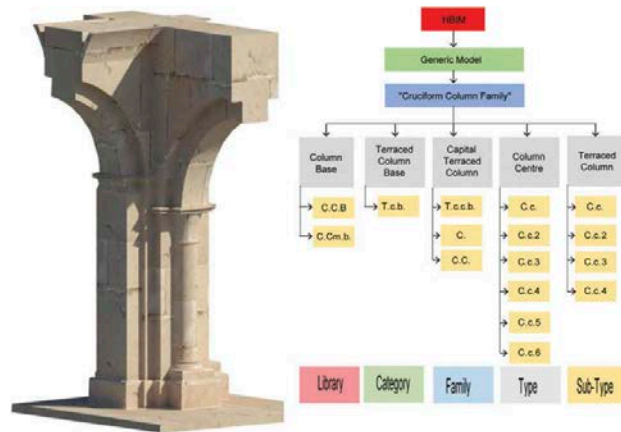 HBIM
Generic Model
"Cruciform Column Family"
Column
Base
Terraced
Column
Base
Capital
Terraced
Column
Column
Centre
Terraced
Column
C.C.B
C.Cm.b.
T.c.b.
T.c.c.b.
C.
C.C.
C.c.
C.c.2
C.c.3
C.c.4
C.c.5
C.c.6
C.c.
C.c.2
C.c.3
C.c.4
Library
Category
Family
Type
Sub-Type